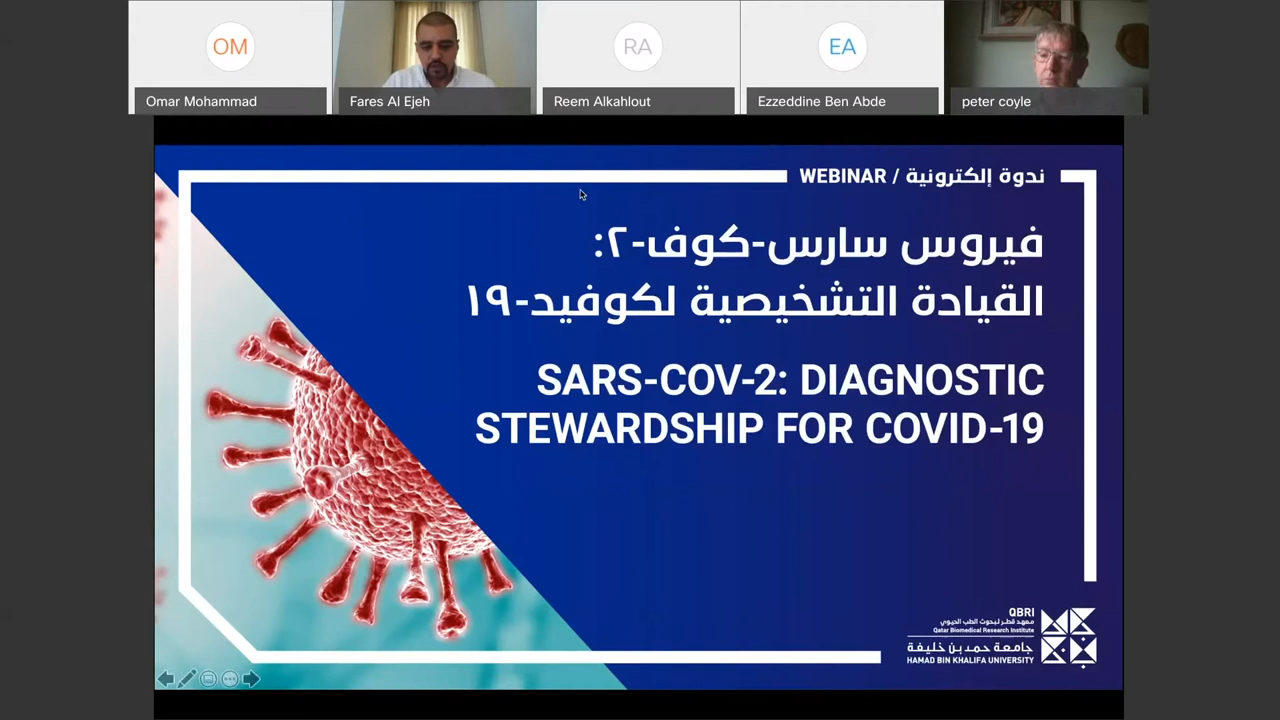 OM
RA
EA
Omar Mohammad
Fares Al Ejeh
Reem Alkahlout
Ezzeddine Ben Abde
peter coyle
WEBINAR / ندوة إلكترونية
فيروس سارس-كوف-٢:
القيادة التشخيصية لكوفيد-١٩
SARS-COV-2: DIAGNOSTIC
STEWARDSHIP FOR COVID-19
QBRI
معهد قطر لبحوث الطب الحيوي
Qatar Biomedical Research Institute
جامعة حمد بن خليفة
HAMAD BIN KHALIFA UNIVERSITY